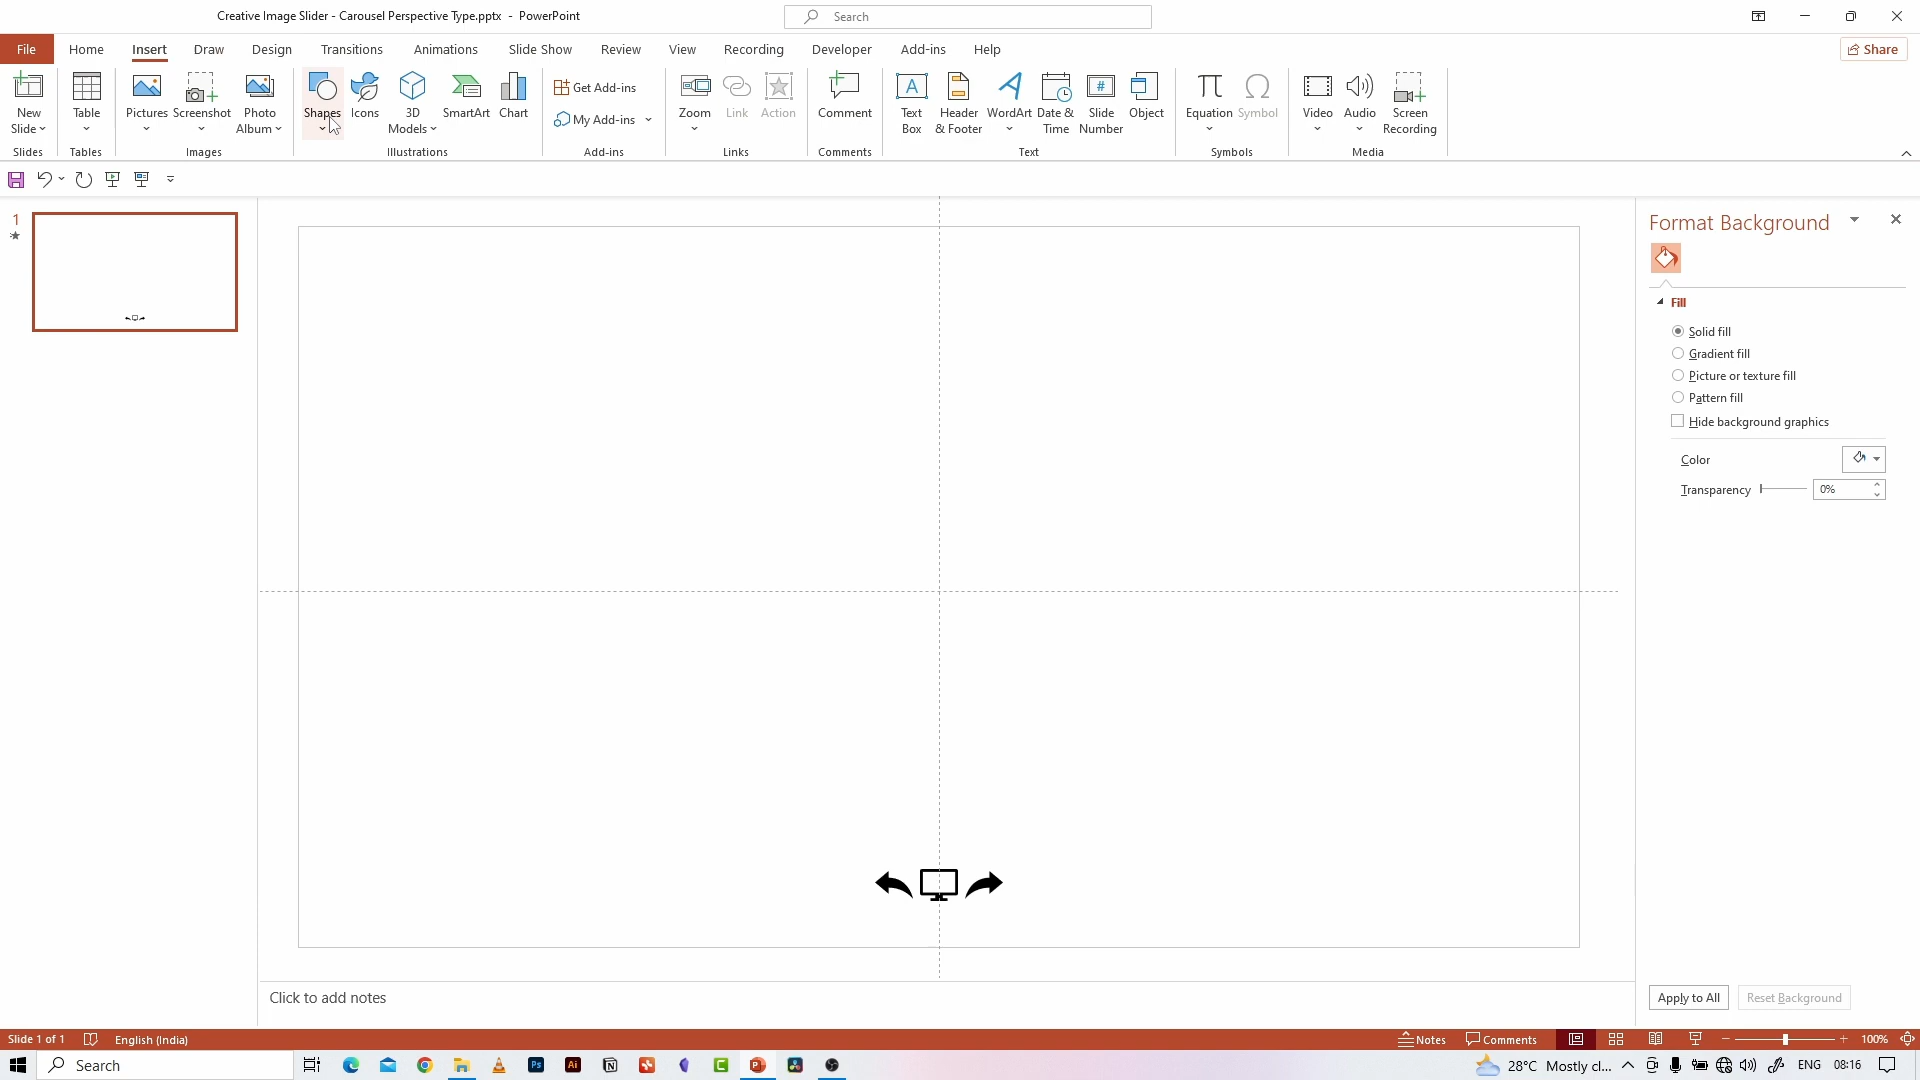 Creative Image Slider - Carousel Perspective Type.pptx - PowerPoint
Search
File Home Insert Draw Design Transitions Animations Slide Show Review View Recording Developer Add-ins Help
Share
New Slide
Table
Pictures
Screenshot
Photo Album
Shapes
Icons
3D Models
SmartArt
Chart
Get Add-ins
My Add-ins
Zoom
Link
Action
Comment
Text Box
Header & Footer
WordArt
Date & Time
Slide Number
Object
Equation
Symbol
Video
Audio
Screen Recording
Slides Tables Images Illustrations Add-ins Links Comments Text Symbols Media
1
Format Background
Fill
Solid fill
Gradient fill
Picture or texture fill
Pattern fill
Hide background graphics
Color
Transparency 0%
Click to add notes
Apply to All Reset Background
Slide 1 of 1 English (India) Notes Comments 100%
Search 28°C Mostly cl... ENG 08:16